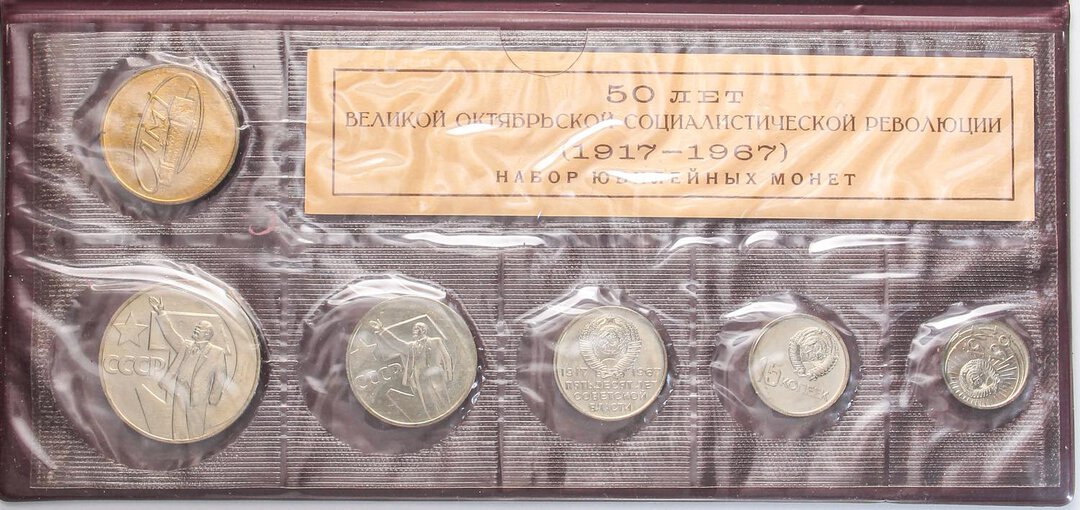 50 ЛЕТ
ВЕЛИКОЙ ОКТЯБРЬСКОЙ СОЦИАЛИСТИЧЕСКОЙ РЕВОЛЮЦИИ
(1917–1967)
НАБОР ЮБИЛЕЙНЫХ МОНЕТ
ЛМД
СССР
СССР
1917 1967
ПЯТЬДЕСЯТ ЛЕТ
СОВЕТСКОЙ
ВЛАСТИ
15 КОПЕЕК